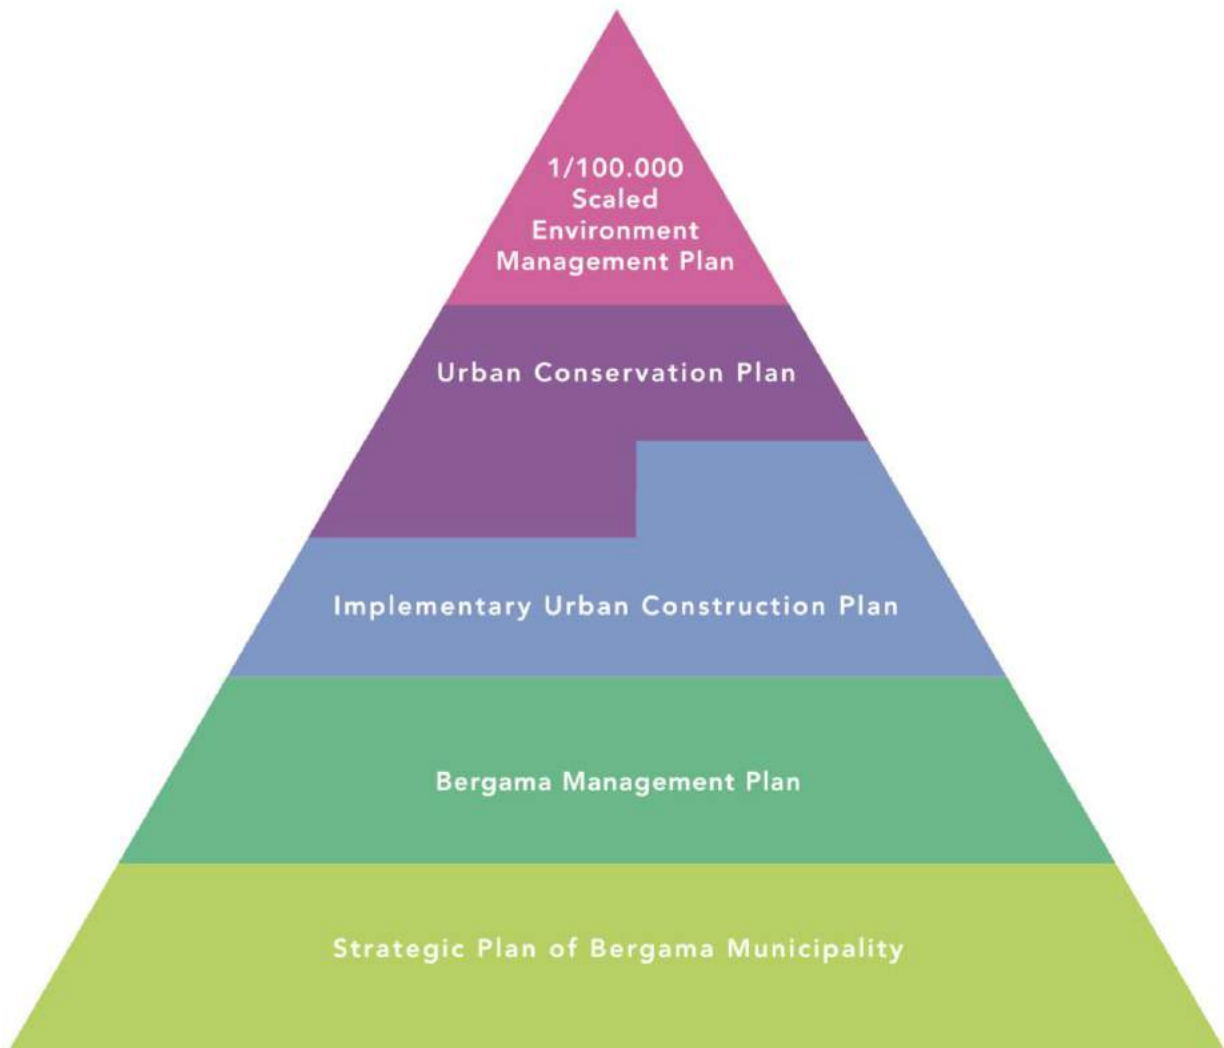 1/100.000
Scaled
Environment
Management Plan
Urban Conservation Plan
Implementary Urban Construction Plan
Bergama Management Plan
Strategic Plan of Bergama Municipality